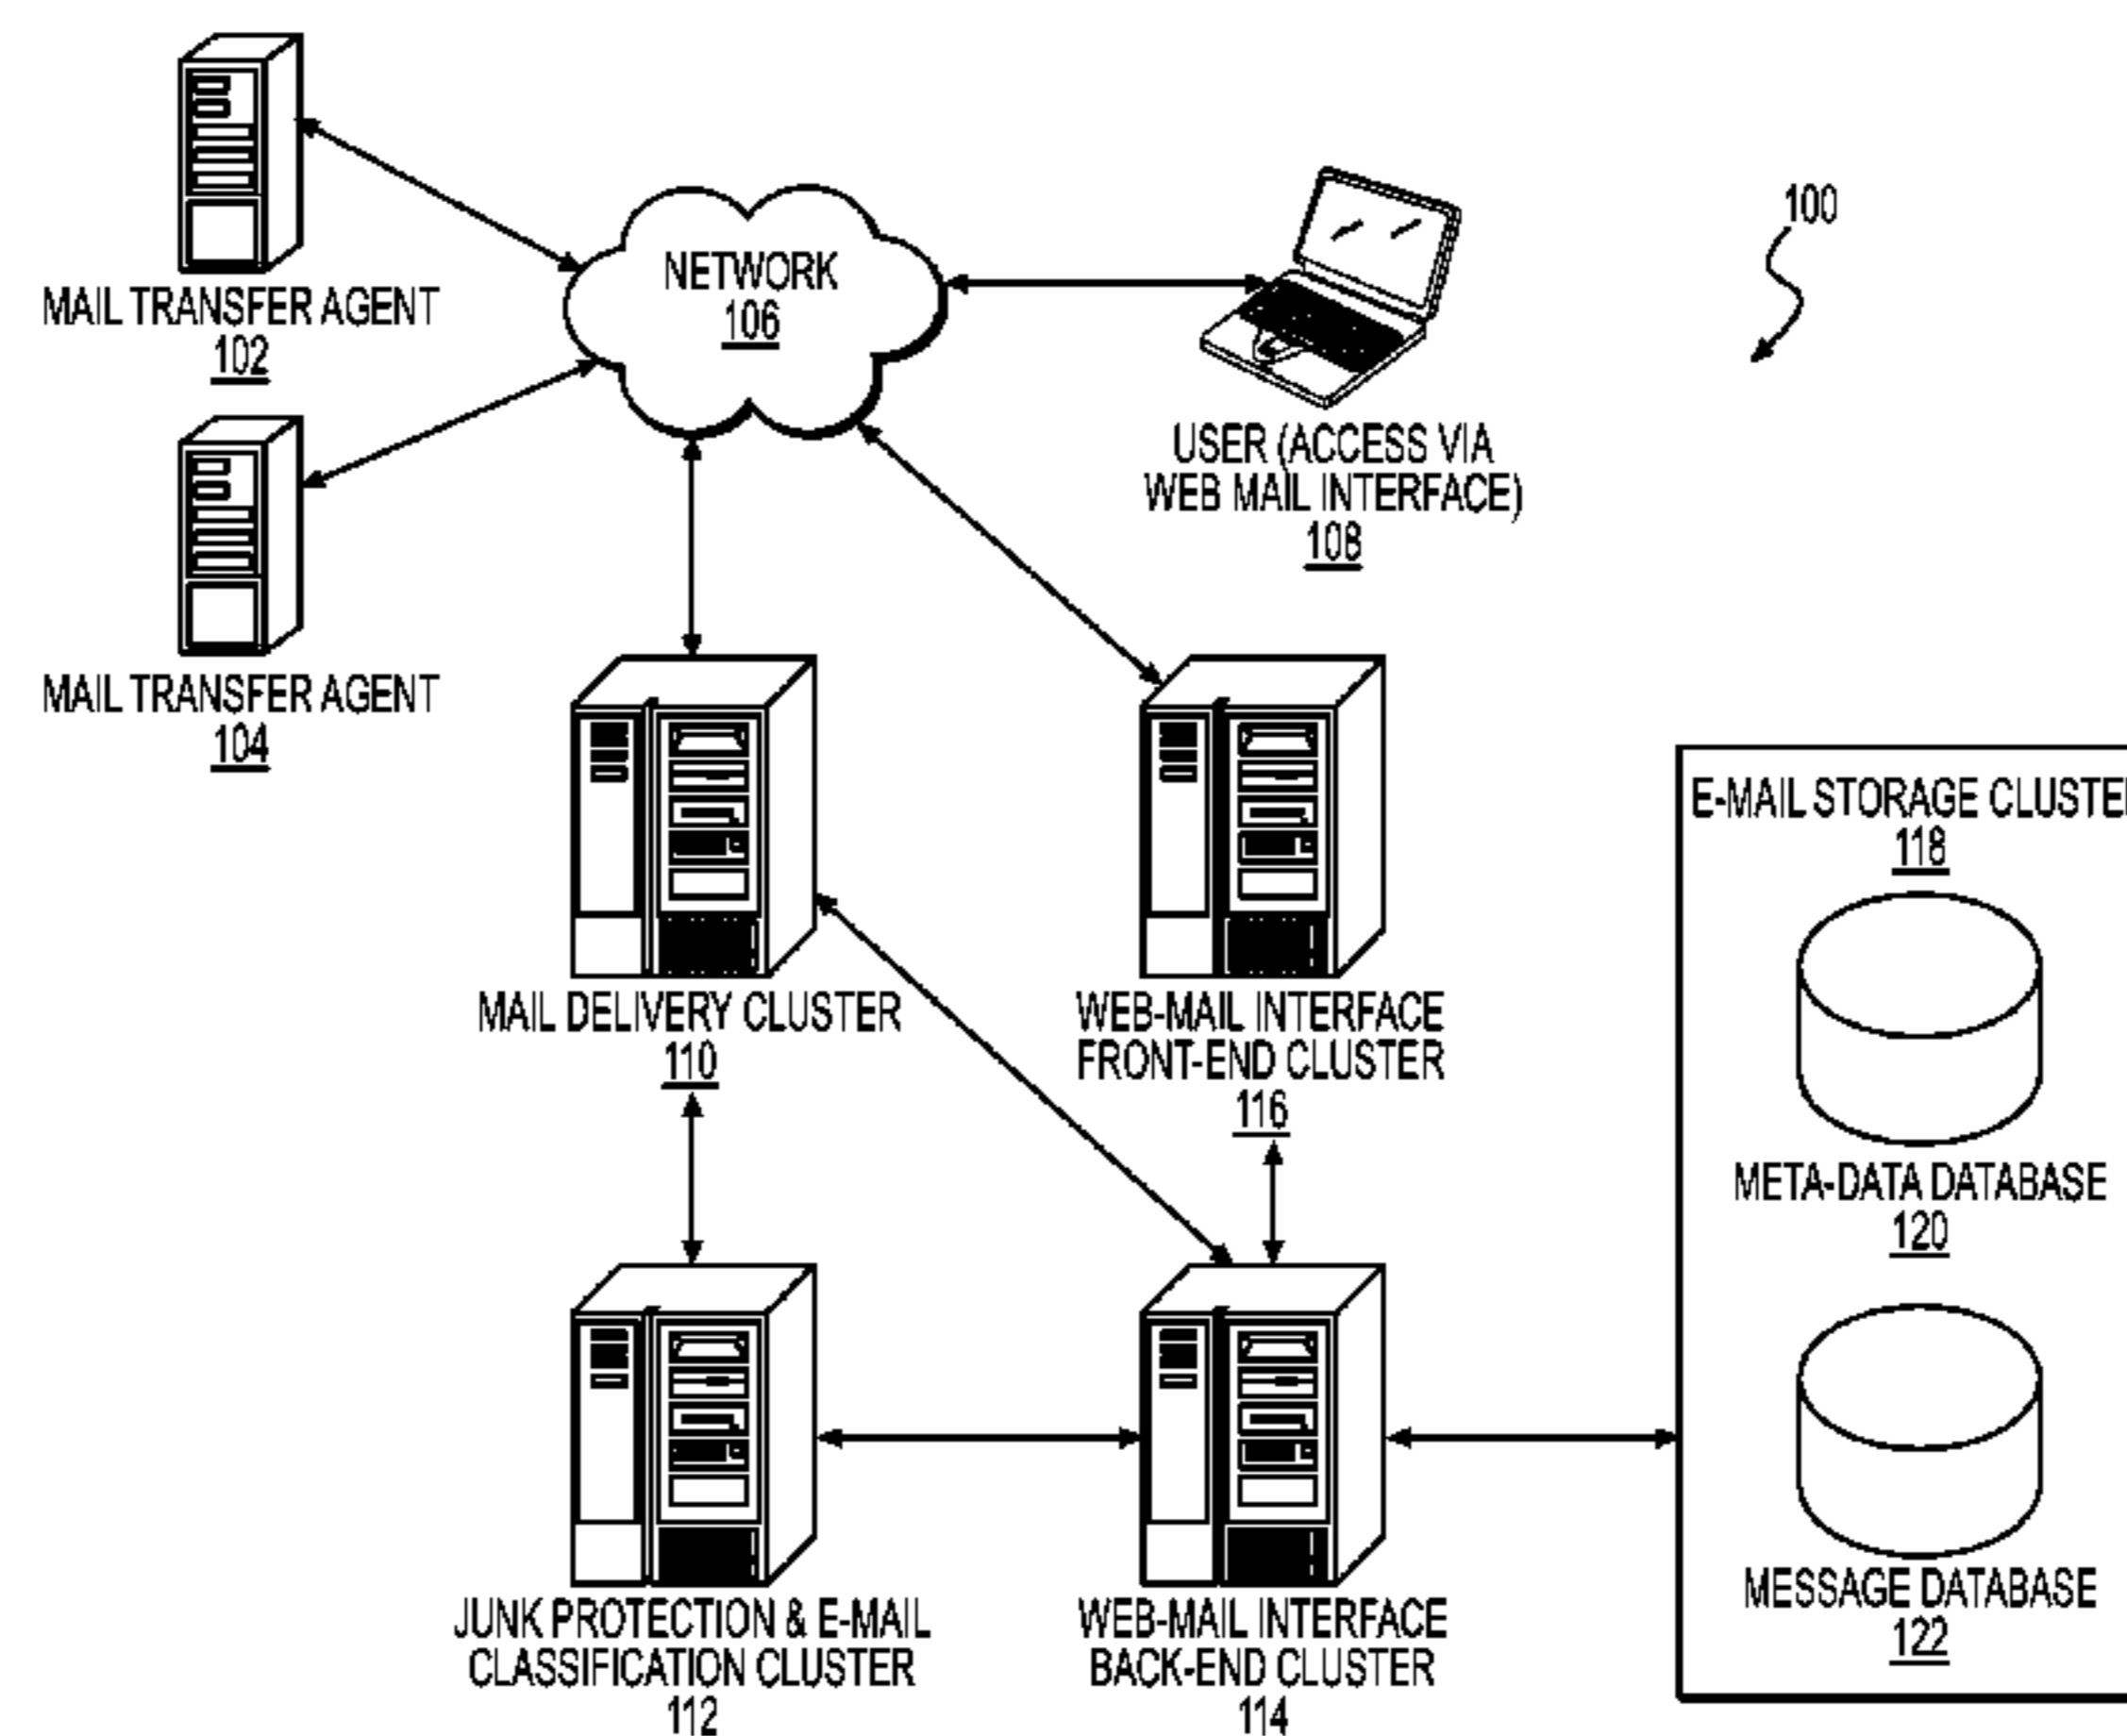 MAIL TRANSFER AGENT
102
MAIL TRANSFER AGENT
104
NETWORK
106
USER (ACCESS VIA
WEB MAIL INTERFACE)
108
100
MAIL DELIVERY CLUSTER
110
WEB-MAIL INTERFACE
FRONT-END CLUSTER
116
E-MAIL STORAGE CLUSTER
118
META-DATA DATABASE
120
MESSAGE DATABASE
122
JUNK PROTECTION & E-MAIL
CLASSIFICATION CLUSTER
112
WEB-MAIL INTERFACE
BACK-END CLUSTER
114